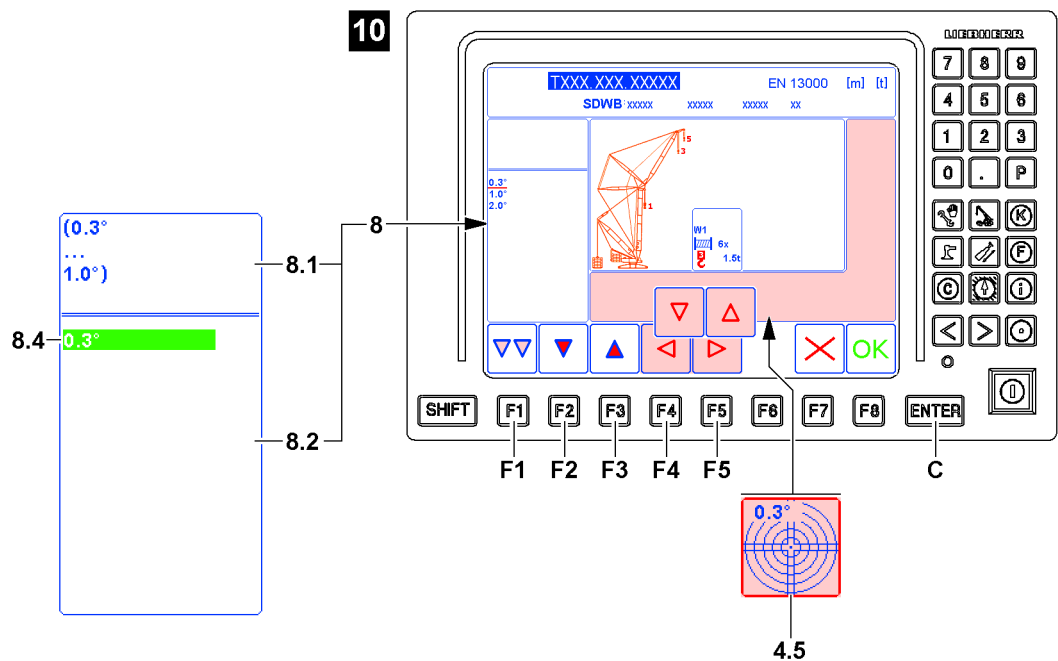 10
LIEBHERR
TXXX.XXX.XXXXX EN 13000 [m] [t]
SDWB xxxxx xxxxx xxxxx xx
0.3°
1.0°
2.0°
5
3
1
W1
6x
1.5t
OK
7 8 9
4 5 6
1 2 3
0 . P
K
F
C i
SHIFT F1 F2 F3 F4 F5 F6 F7 F8 ENTER
F1 F2 F3 F4 F5 C
(0.3°
...
1.0°)
0.3°
8
8.1
8.4
8.2
0.3°
4.5